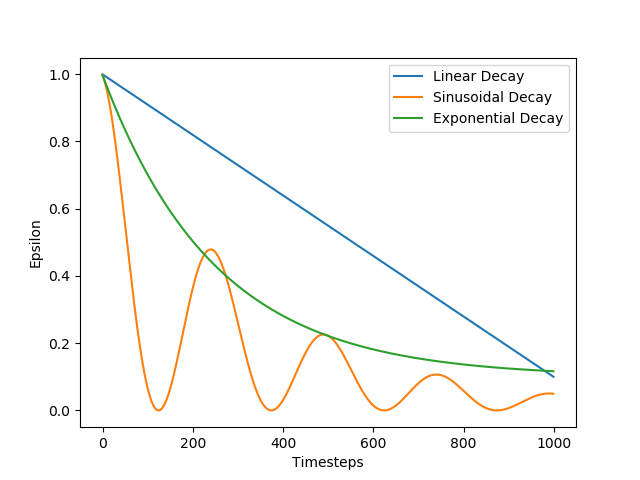 Linear Decay
Sinusoidal Decay
Exponential Decay
1.0
0.8
0.6
0.4
0.2
0.0
Epsilon
0 200 400 600 800 1000
Timesteps